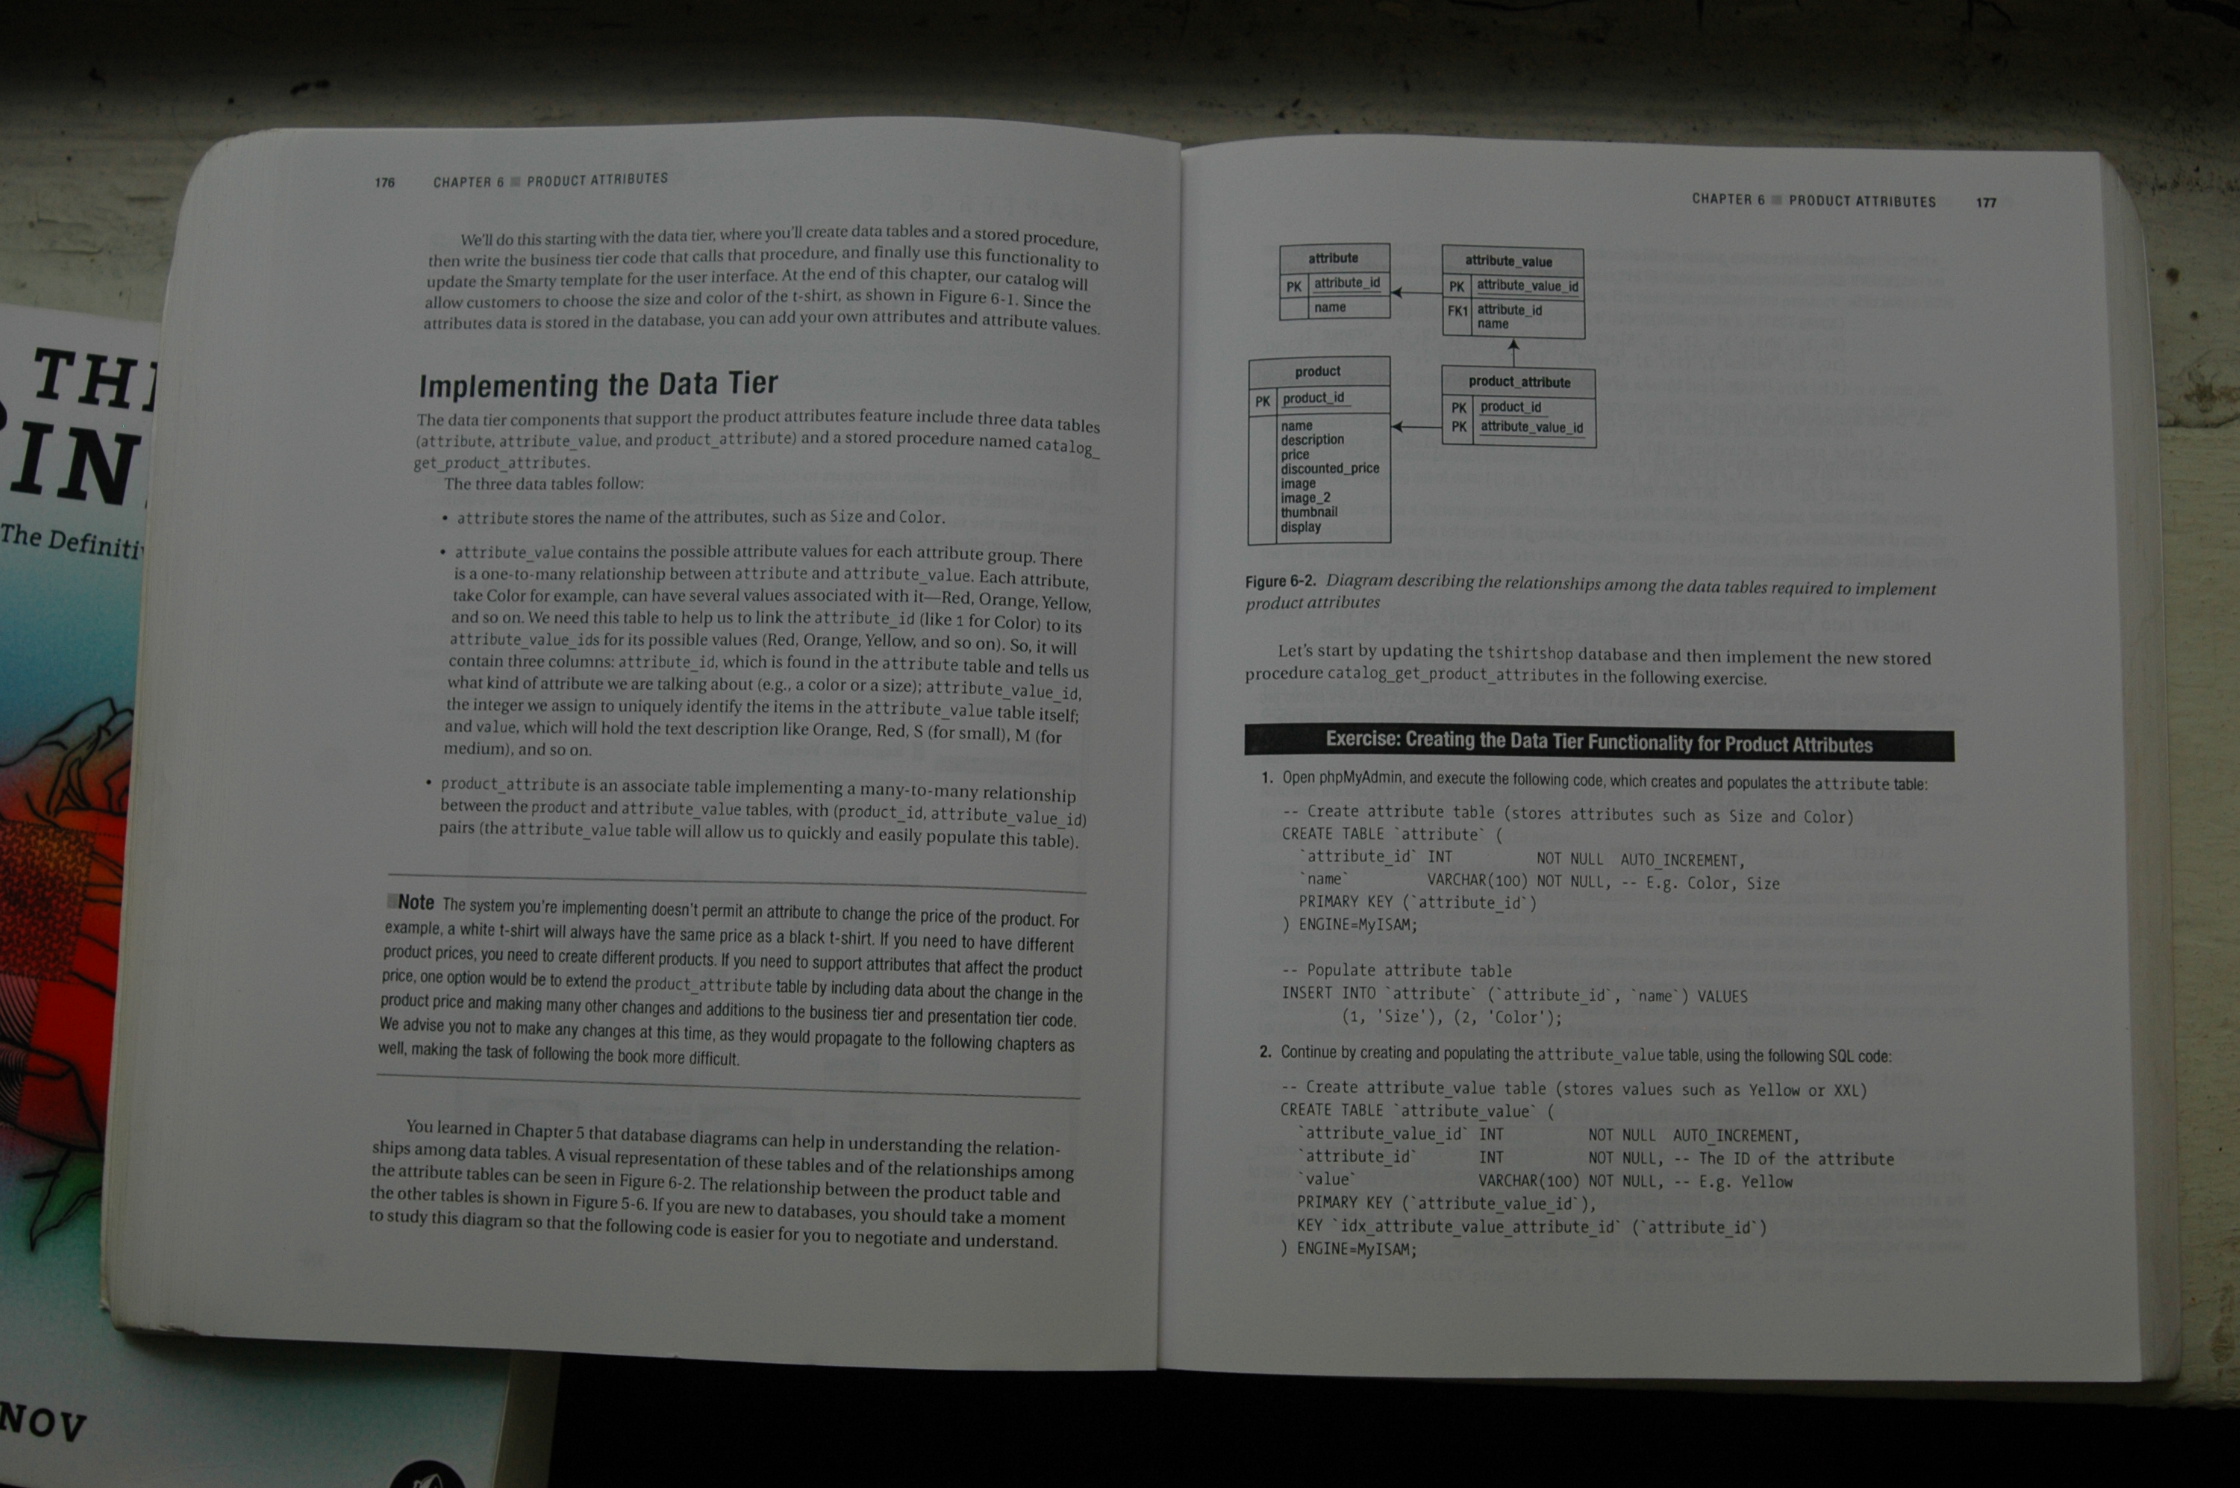 THE
IN
The Definiti
NOV
176 CHAPTER 6 ■ PRODUCT ATTRIBUTES
We'll do this starting with the data tier, where you'll create data tables and a stored procedure,
then write the business tier code that calls that procedure, and finally use this functionality to
update the Smarty template for the user interface. At the end of this chapter, our catalog will
allow customers to choose the size and color of the t-shirt, as shown in Figure 6-1. Since the
attributes data is stored in the database, you can add your own attributes and attribute values.
Implementing the Data Tier
The data tier components that support the product attributes feature include three data tables
(attribute, attribute_value, and product_attribute) and a stored procedure named catalog_
get_product_attributes.
The three data tables follow:
• attribute stores the name of the attributes, such as Size and Color.
• attribute_value contains the possible attribute values for each attribute group. There
is a one-to-many relationship between attribute and attribute_value. Each attribute,
take Color for example, can have several values associated with it—Red, Orange, Yellow,
and so on. We need this table to help us to link the attribute_id (like 1 for Color) to its
attribute_value_ids for its possible values (Red, Orange, Yellow, and so on). So, it will
contain three columns: attribute_id, which is found in the attribute table and tells us
what kind of attribute we are talking about (e.g., a color or a size); attribute_value_id,
the integer we assign to uniquely identify the items in the attribute_value table itself;
and value, which will hold the text description like Orange, Red, S (for small), M (for
medium), and so on.
• product_attribute is an associate table implementing a many-to-many relationship
between the product and attribute_value tables, with (product_id, attribute_value_id)
pairs (the attribute_value table will allow us to quickly and easily populate this table).
■Note The system you're implementing doesn't permit an attribute to change the price of the product. For
example, a white t-shirt will always have the same price as a black t-shirt. If you need to have different
product prices, you need to create different products. If you need to support attributes that affect the product
price, one option would be to extend the product_attribute table by including data about the change in the
product price and making many other changes and additions to the business tier and presentation tier code.
We advise you not to make any changes at this time, as they would propagate to the following chapters as
well, making the task of following the book more difficult.
You learned in Chapter 5 that database diagrams can help in understanding the relation-
ships among data tables. A visual representation of these tables and of the relationships among
the attribute tables can be seen in Figure 6-2. The relationship between the product table and
the other tables is shown in Figure 5-6. If you are new to databases, you should take a moment
to study this diagram so that the following code is easier for you to negotiate and understand.
CHAPTER 6 ■ PRODUCT ATTRIBUTES 177
attribute
PK attribute_id
name
attribute_value
PK attribute_value_id
FK1 attribute_id
name
product
PK product_id
name
description
price
discounted_price
image
image_2
thumbnail
display
product_attribute
PK product_id
PK attribute_value_id
Figure 6-2. Diagram describing the relationships among the data tables required to implement
product attributes
Let's start by updating the tshirtshop database and then implement the new stored
procedure catalog_get_product_attributes in the following exercise.
Exercise: Creating the Data Tier Functionality for Product Attributes
1. Open phpMyAdmin, and execute the following code, which creates and populates the attribute table:
-- Create attribute table (stores attributes such as Size and Color)
CREATE TABLE `attribute` (
`attribute_id` INT NOT NULL AUTO_INCREMENT,
`name` VARCHAR(100) NOT NULL, -- E.g. Color, Size
PRIMARY KEY (`attribute_id`)
) ENGINE=MyISAM;
-- Populate attribute table
INSERT INTO `attribute` (`attribute_id`, `name`) VALUES
(1, 'Size'), (2, 'Color');
2. Continue by creating and populating the attribute_value table, using the following SQL code:
-- Create attribute_value table (stores values such as Yellow or XXL)
CREATE TABLE `attribute_value` (
`attribute_value_id` INT NOT NULL AUTO_INCREMENT,
`attribute_id` INT NOT NULL, -- The ID of the attribute
`value` VARCHAR(100) NOT NULL, -- E.g. Yellow
PRIMARY KEY (`attribute_value_id`),
KEY `idx_attribute_value_attribute_id` (`attribute_id`)
) ENGINE=MyISAM;